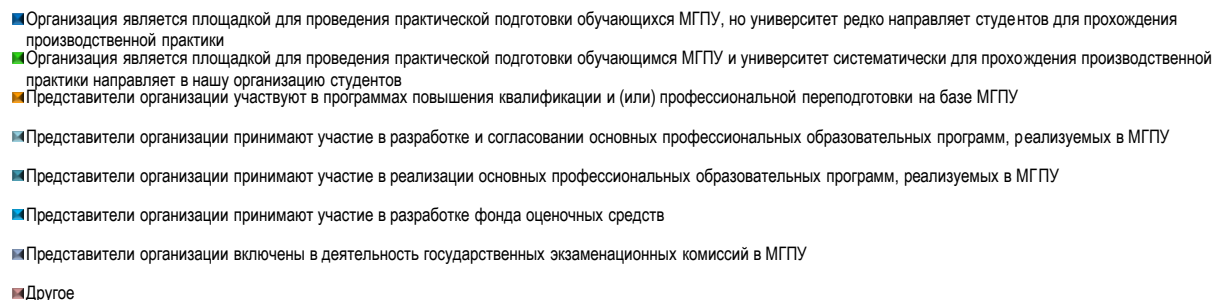 Организация является площадкой для проведения практической подготовки обучающихся МГПУ, но университет редко направляет студентов для прохождения
производственной практики
Организация является площадкой для проведения практической подготовки обучающимся МГПУ и университет систематически для прохождения производственной
практики направляет в нашу организацию студентов
Представители организации участвуют в программах повышения квалификации и (или) профессиональной переподготовки на базе МГПУ
Представители организации принимают участие в разработке и согласовании основных профессиональных образовательных программ, реализуемых в МГПУ
Представители организации принимают участие в реализации основных профессиональных образовательных программ, реализуемых в МГПУ
Представители организации принимают участие в разработке фонда оценочных средств
Представители организации включены в деятельность государственных экзаменационных комиссий в МГПУ
Другое